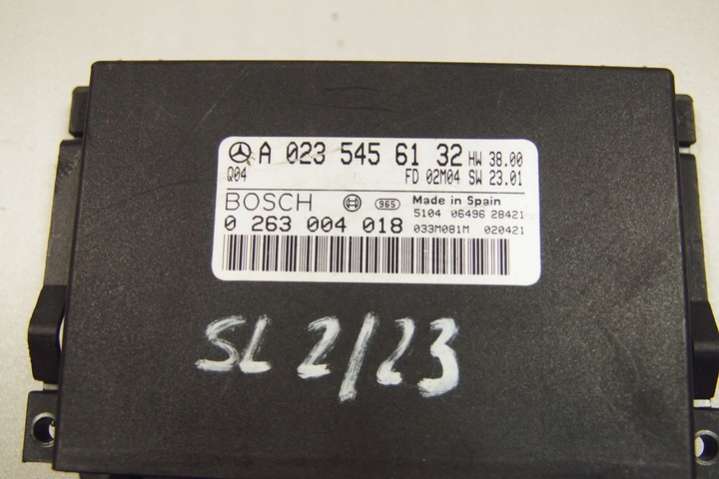 A 023 545 61 32 HW 38.00
Q04 FD 02M04 SW 23.01
BOSCH 965 Made in Spain
5104 06496 28421
0 263 004 018 033M081M 020421
SL 2/23